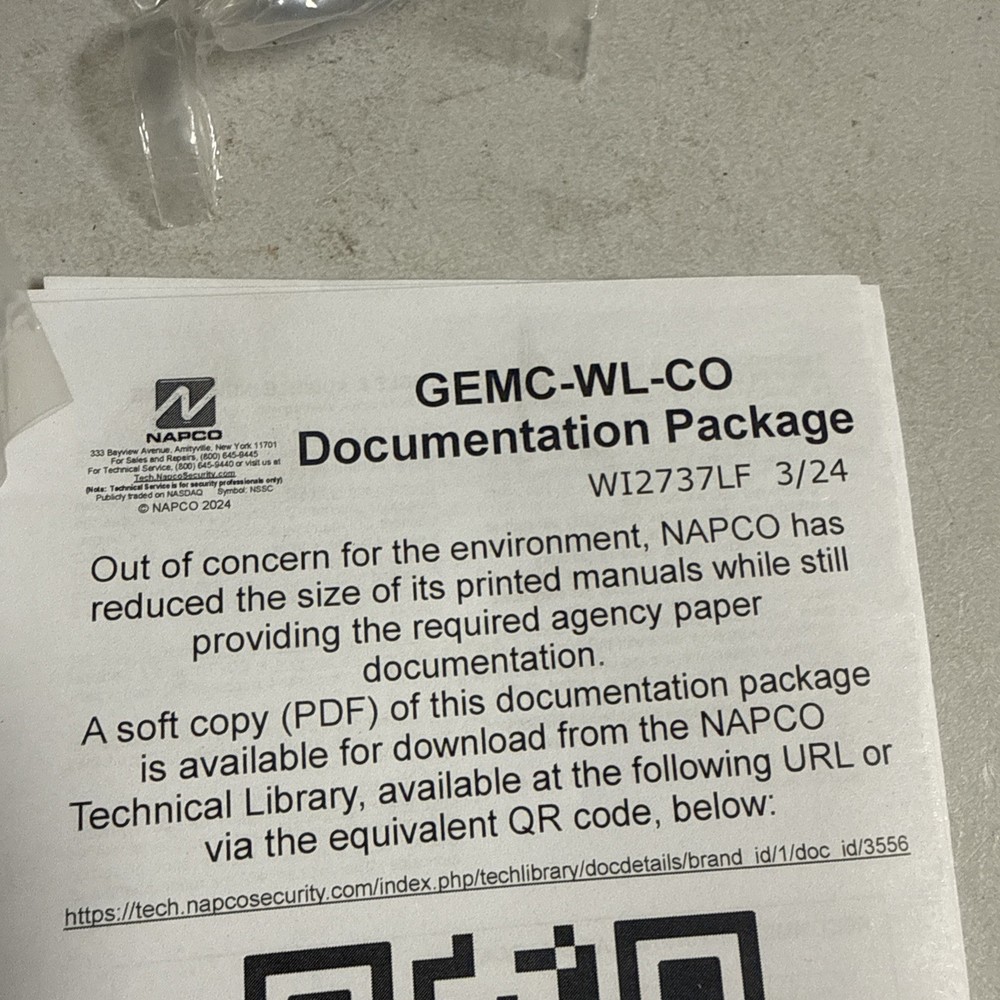 NAPCO
333 Bayview Avenue, Amityville, New York 11701
For Sales and Repairs, (800) 645-9445
For Technical Service, (800) 645-9440 or visit us at
Tech.NapcoSecurity.com
(Note: Technical Service is for security professionals only)
Publicly traded on NASDAQ Symbol: NSSC
© NAPCO 2024
GEMC-WL-CO
Documentation Package
WI2737LF 3/24
Out of concern for the environment, NAPCO has
reduced the size of its printed manuals while still
providing the required agency paper
documentation.
A soft copy (PDF) of this documentation package
is available for download from the NAPCO
Technical Library, available at the following URL or
via the equivalent QR code, below:
https://tech.napcosecurity.com/index.php/techlibrary/docdetails/brand_id/1/doc_id/3556